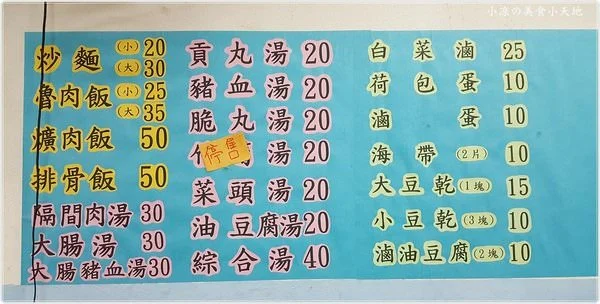 小凉の美食小天地
炒麵(小)20
(大)30
魯肉飯(小)25
(大)35
爌肉飯 50
排骨飯 50
隔間肉湯 30
大腸湯 30
大腸豬血湯30
貢丸湯 20
豬血湯 20
脆丸湯 20
停售
湯 20
菜頭湯 20
油豆腐湯20
綜合湯 40
白菜滷 25
荷包蛋 10
滷蛋 10
海帶(2片) 10
大豆乾(1塊) 15
小豆乾(3塊) 10
滷油豆腐(2塊) 10